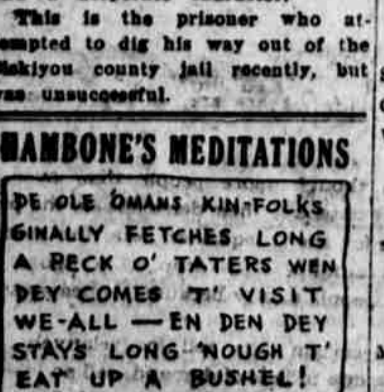 This is the prisoner who at-
empted to dig his way out of the
iskiyou county jail recently, but
was unsuccessful.
HAMBONE'S MEDITATIONS
DE OLE 'OMANS KIN-FOLKS
GINALLY FETCHES LONG
A PECK O' TATERS WEN
DEY COMES T' VISIT
WE-ALL — EN DEN DEY
STAYS LONG 'NOUGH T'
EAT UP A BUSHEL!